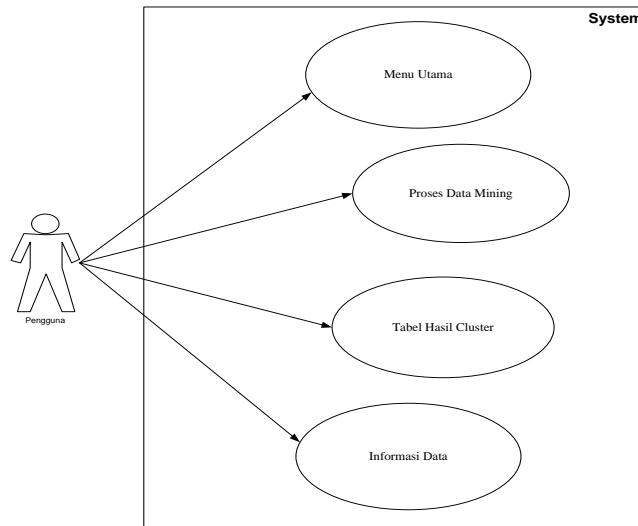 System
Menu Utama
Proses Data Mining
Pengguna
Tabel Hasil Cluster
Informasi Data